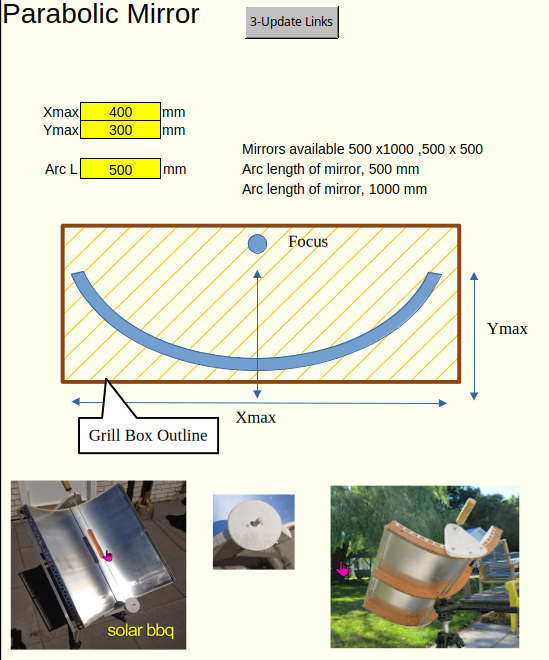 Parabolic Mirror
3-Update Links
Xmax 400 mm
Ymax 300 mm
Mirrors available 500 x1000 ,500 x 500
Arc L 500 mm
Arc length of mirror, 500 mm
Arc length of mirror, 1000 mm
Focus
Ymax
Xmax
Grill Box Outline
solar bbq